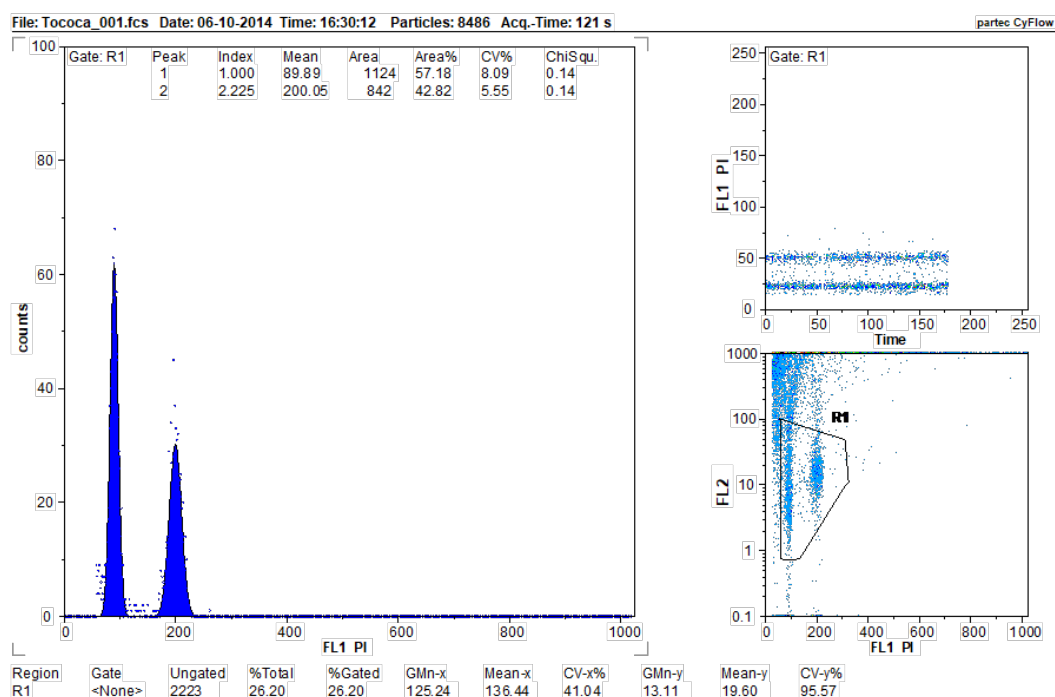 File: Tococa_001.fcs Date: 06-10-2014 Time: 16:30:12 Particles: 8486 Acq.-Time: 121 s
partec CyFlow
Gate: R1 Peak Index Mean Area Area% CV% ChiSqu.
1 1.000 89.89 1124 57.18 8.09 0.14
2 2.225 200.05 842 42.82 5.55 0.14
100
80
60
40
20
0
counts
0 200 400 600 800 1000
FL1 PI
Gate: R1
250
200
150
100
50
0
FL1 PI
0 50 100 150 200 250
Time
1000
100
10
1
0.1
FL2
R1
0 200 400 600 800 1000
FL1 PI
Region Gate Ungated %Total %Gated GMn-x Mean-x CV-x% GMn-y Mean-y CV-y%
R1 <None> 2223 26.20 26.20 125.24 136.44 41.04 13.11 19.60 95.57